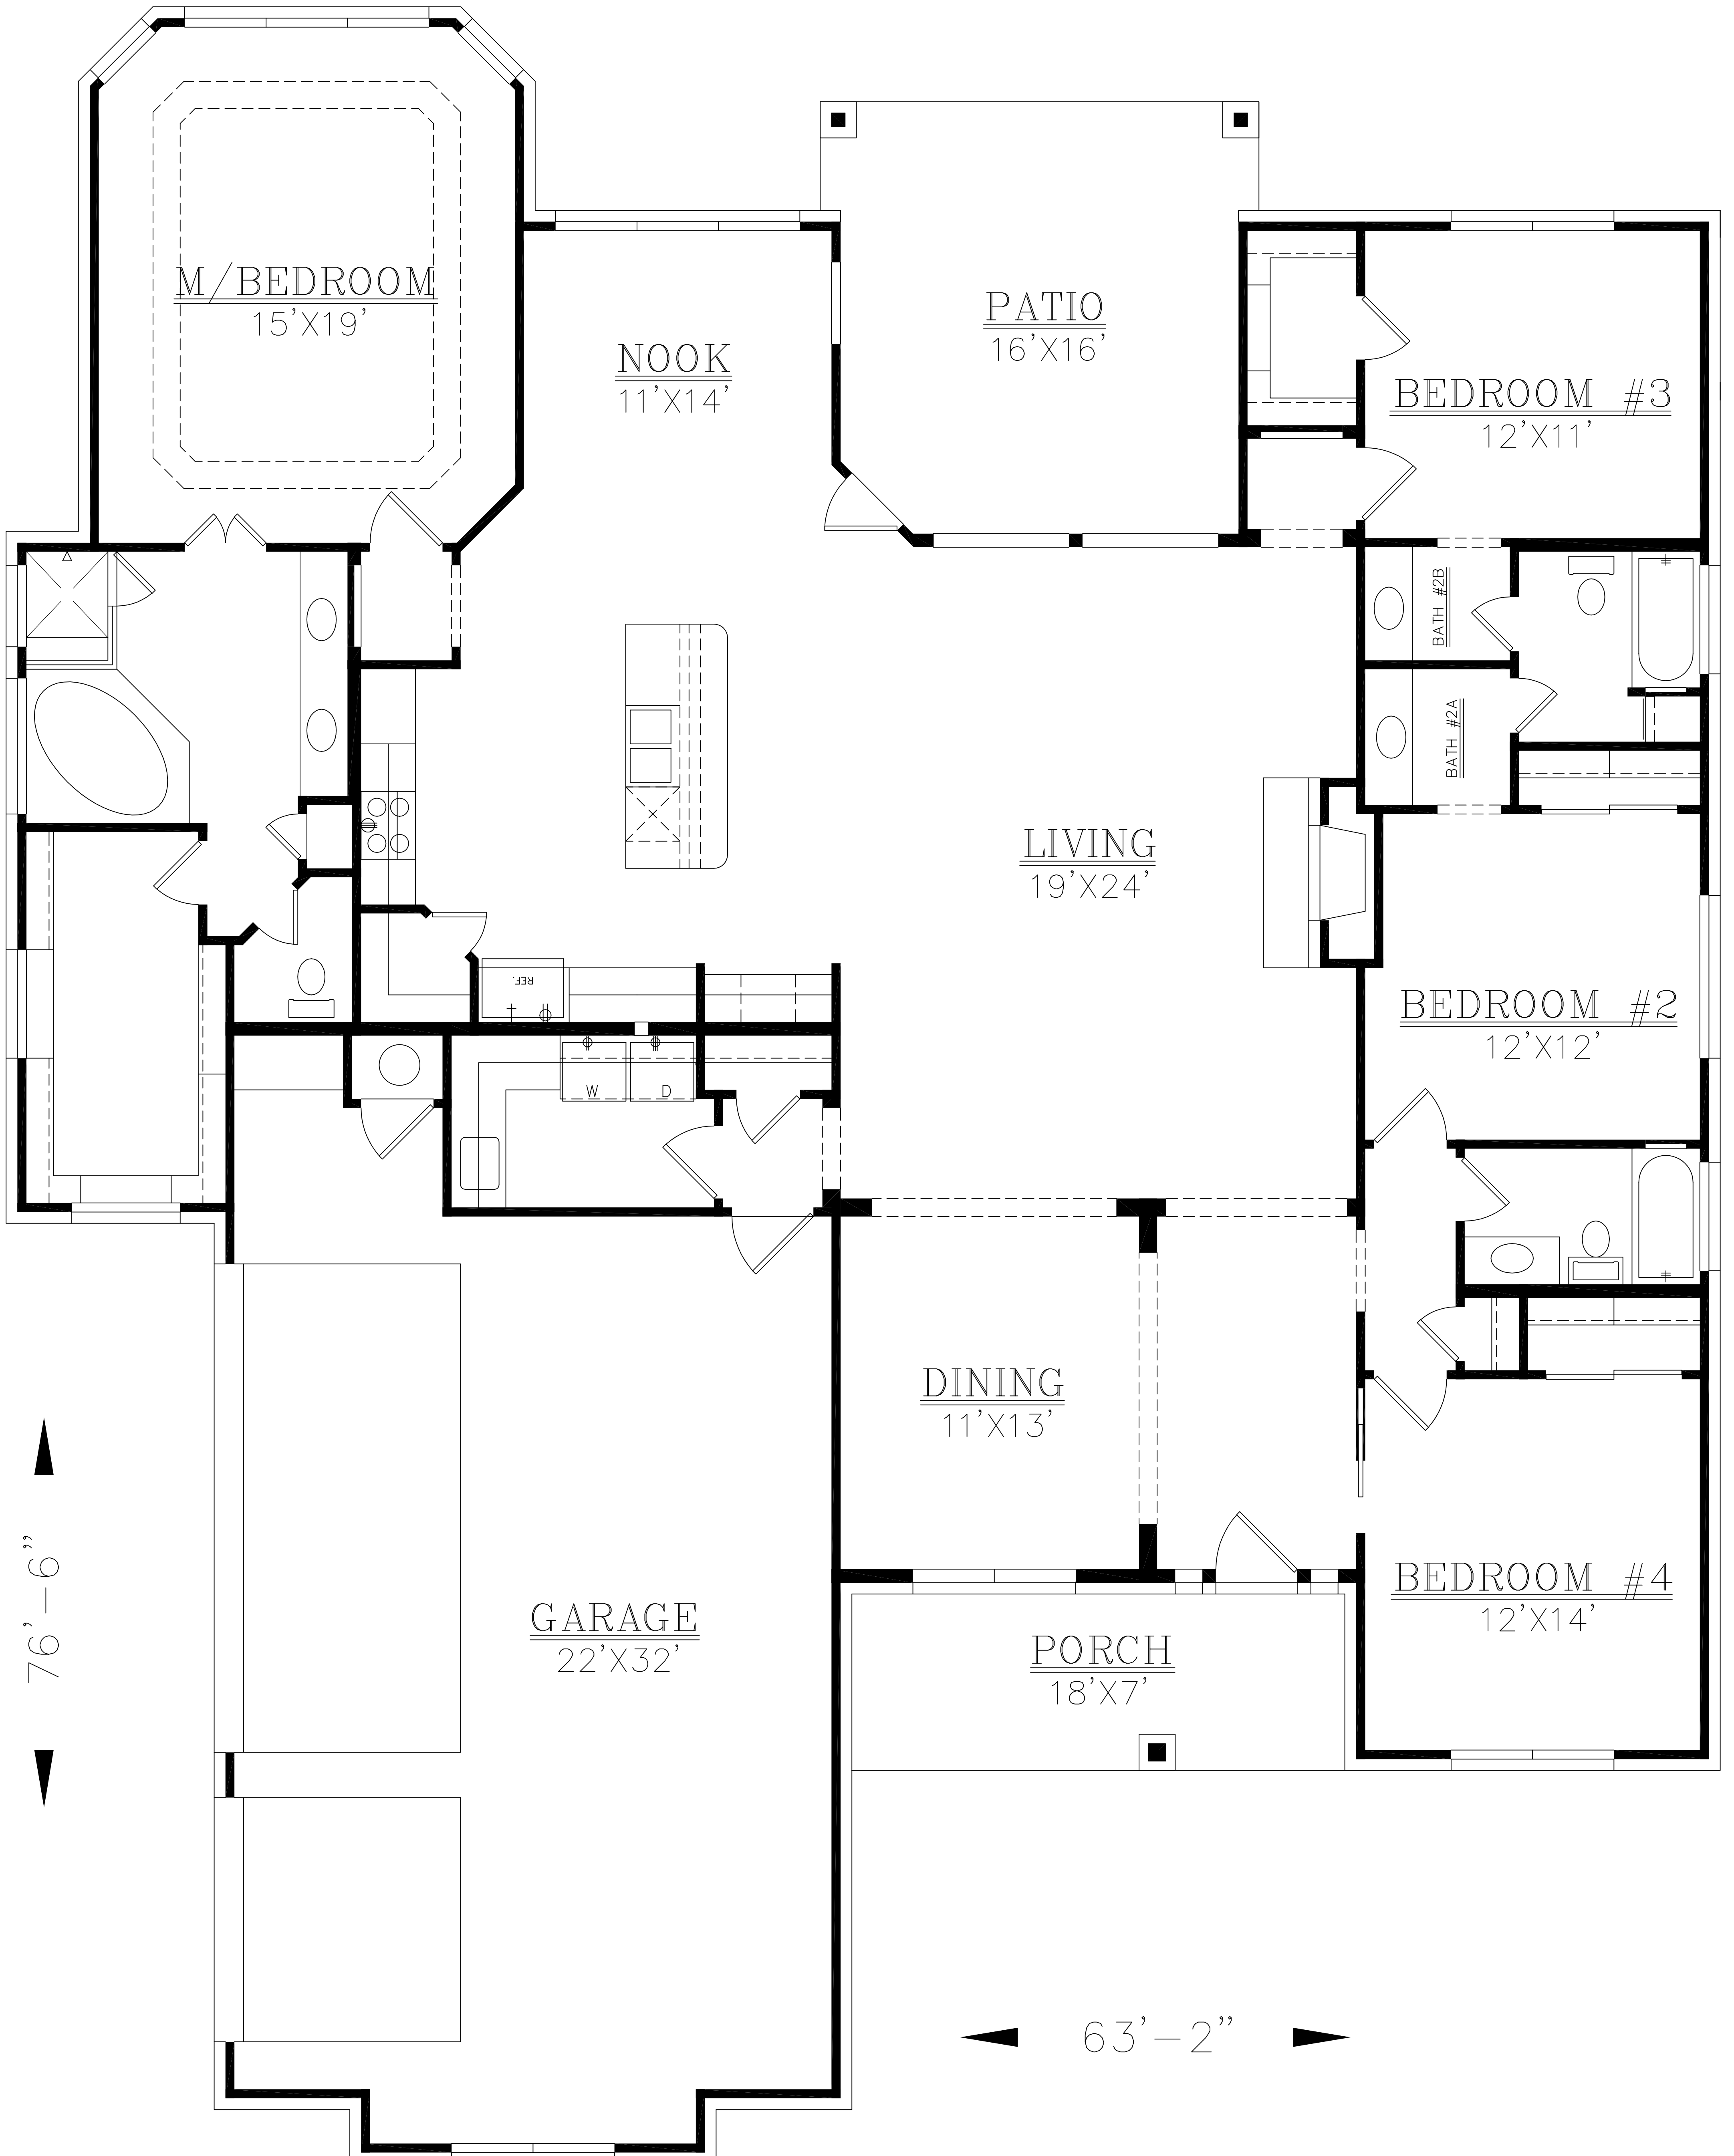 M/BEDROOM
15'X19'
NOOK
11'X14'
PATIO
16'X16'
BEDROOM #3
12'X11'
BATH #2B
BATH #2A
LIVING
19'X24'
REF.
BEDROOM #2
12'X12'
W
D
DINING
11'X13'
76'-6"
GARAGE
22'X32'
BEDROOM #4
12'X14'
PORCH
18'X7'
63'-2"